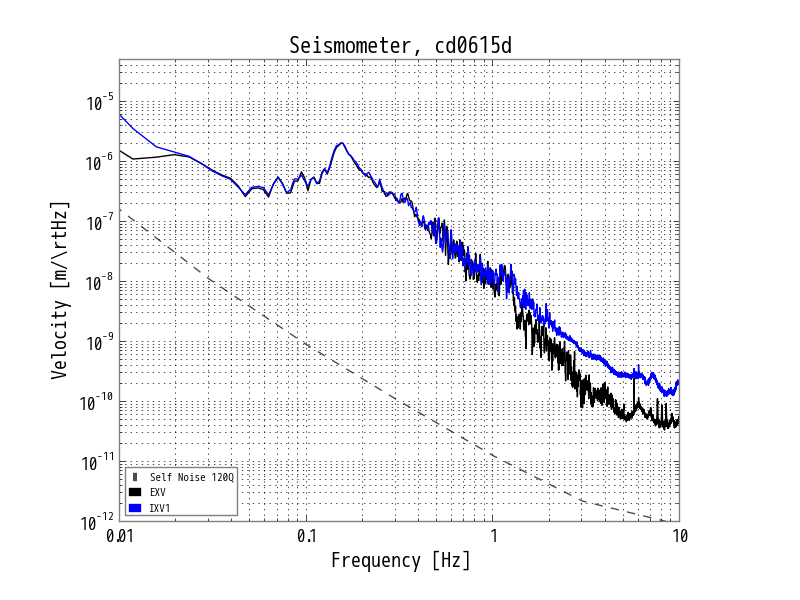 Seismometer, cd0615d
Velocity [m/\rtHz]
10^-5
10^-6
10^-7
10^-8
10^-9
10^-10
10^-11
10^-12
Self Noise 120Q
EXV
IXV1
0.01 0.1 1 10
Frequency [Hz]